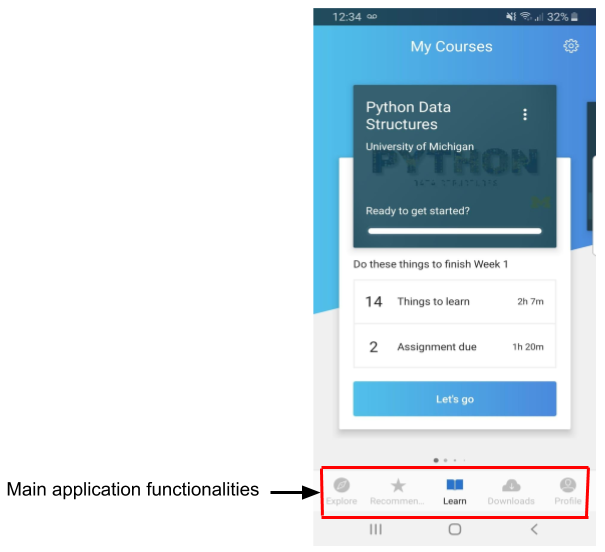 12:34
32%
My Courses
Python Data
Structures
University of Michigan
PYTHON
DATA STRUCTURES
Ready to get started?
Do these things to finish Week 1
14 Things to learn 2h 7m
2 Assignment due 1h 20m
Let's go
Main application functionalities
Explore Recommen... Learn Downloads Profile